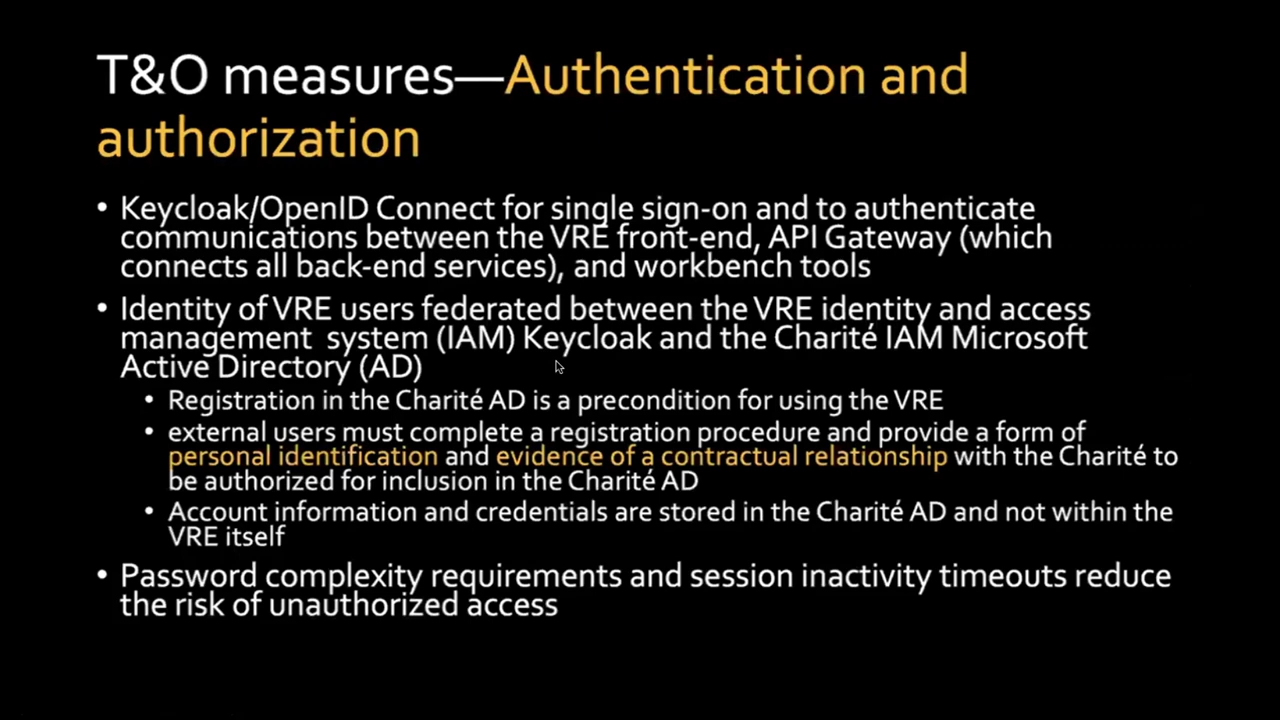 T&O measures—Authentication and
authorization
• Keycloak/OpenID Connect for single sign-on and to authenticate
communications between the VRE front-end, API Gateway (which
connects all back-end services), and workbench tools
• Identity of VRE users federated between the VRE identity and access
management  system (IAM) Keycloak and the Charité IAM Microsoft
Active Directory (AD)
• Registration in the Charité AD is a precondition for using the VRE
• external users must complete a registration procedure and provide a form of
personal identification and evidence of a contractual relationship with the Charité to
be authorized for inclusion in the Charité AD
• Account information and credentials are stored in the Charité AD and not within the
VRE itself
• Password complexity requirements and session inactivity timeouts reduce
the risk of unauthorized access